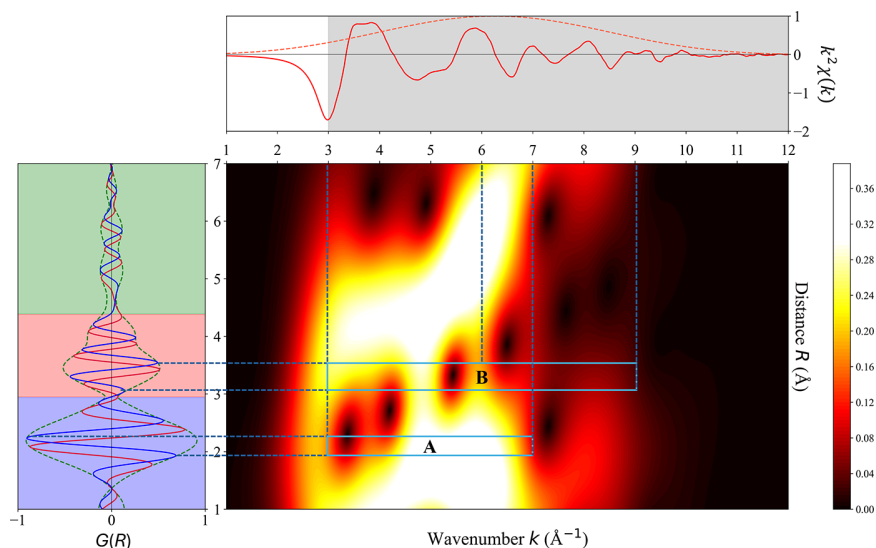 1
0
−1
−2
k²χ(k)
1 2 3 4 5 6 7 8 9 10 11 12
7
6
5
4
3
2
1
B
A
Distance R (Å)
0.36
0.32
0.28
0.24
0.20
0.16
0.12
0.08
0.04
0.00
−1 0 1
G(R)
Wavenumber k (Å⁻¹)